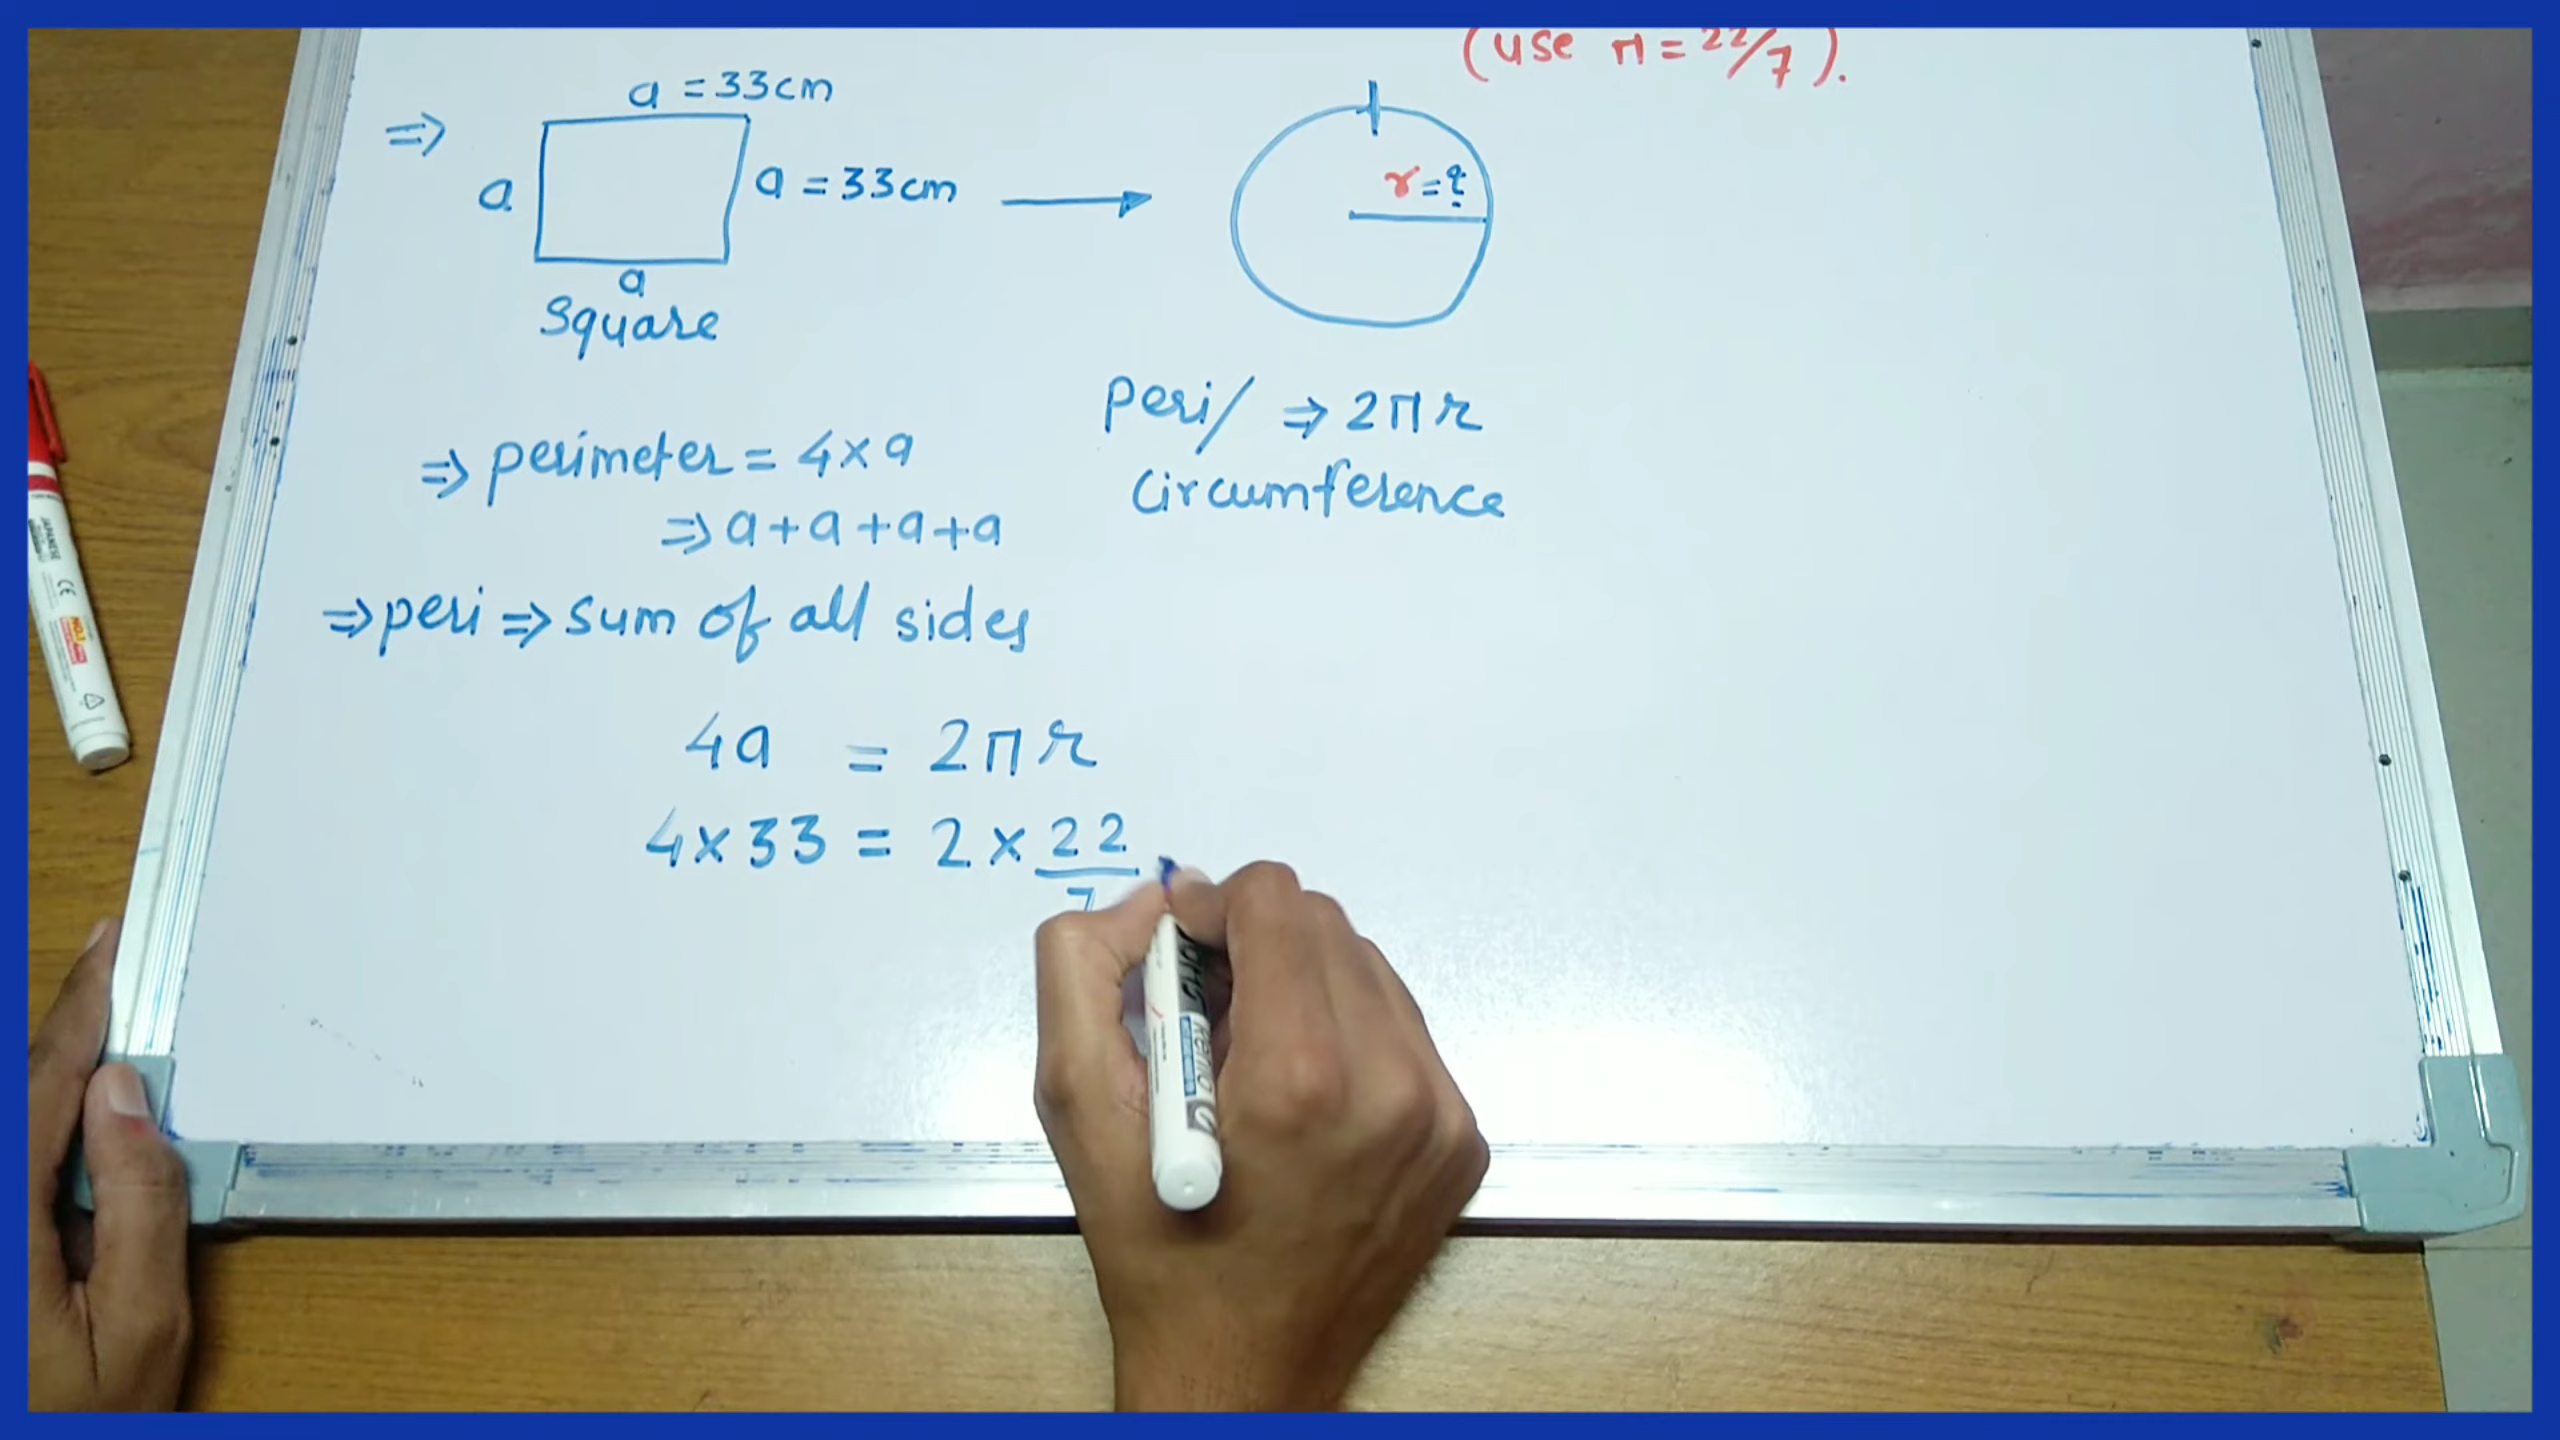 (use π = 22/7).
a = 33cm
⇒
a
a = 33cm
r = ?
a
Square
peri/ ⇒ 2πr
circumference
⇒ perimeter = 4×a
⇒ a+a+a+a
⇒ peri ⇒ sum of all sides
4a = 2πr
4×33 = 2×22/7